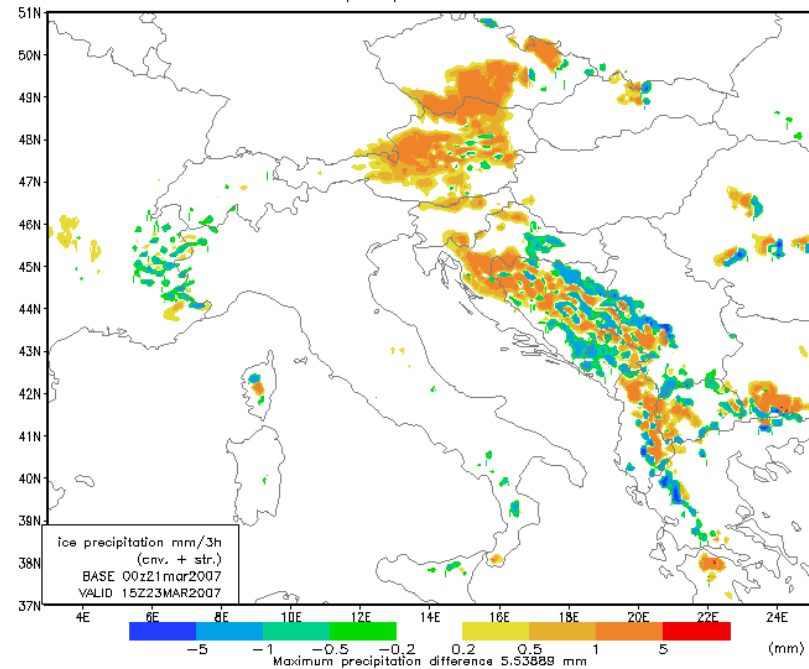 51N
50N
49N
48N
47N
46N
45N
44N
43N
42N
41N
40N
39N
38N
37N
ice precipitation mm/3h
(cnv. + str.)
BASE 00z21mar2007
VALID 15Z23MAR2007
4E 6E 8E 10E 12E 14E 16E 18E 20E 22E 24E
-5 -1 -0.5 -0.2 0.2 0.5 1 5 (mm)
Maximum precipitation difference 5.53889 mm